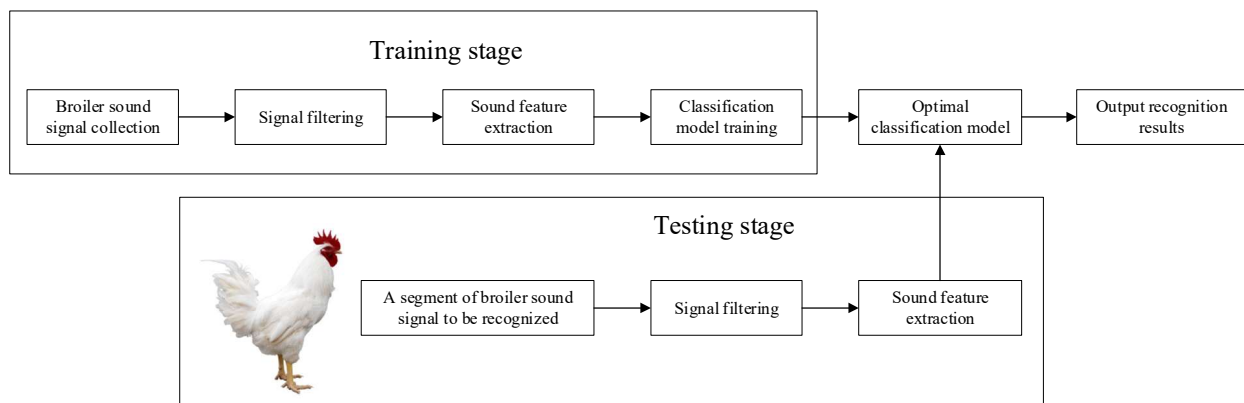 Training stage
Broiler sound
signal collection
Signal filtering
Sound feature
extraction
Classification
model training
Optimal
classification model
Output recognition
results
Testing stage
A segment of broiler sound
signal to be recognized
Signal filtering
Sound feature
extraction